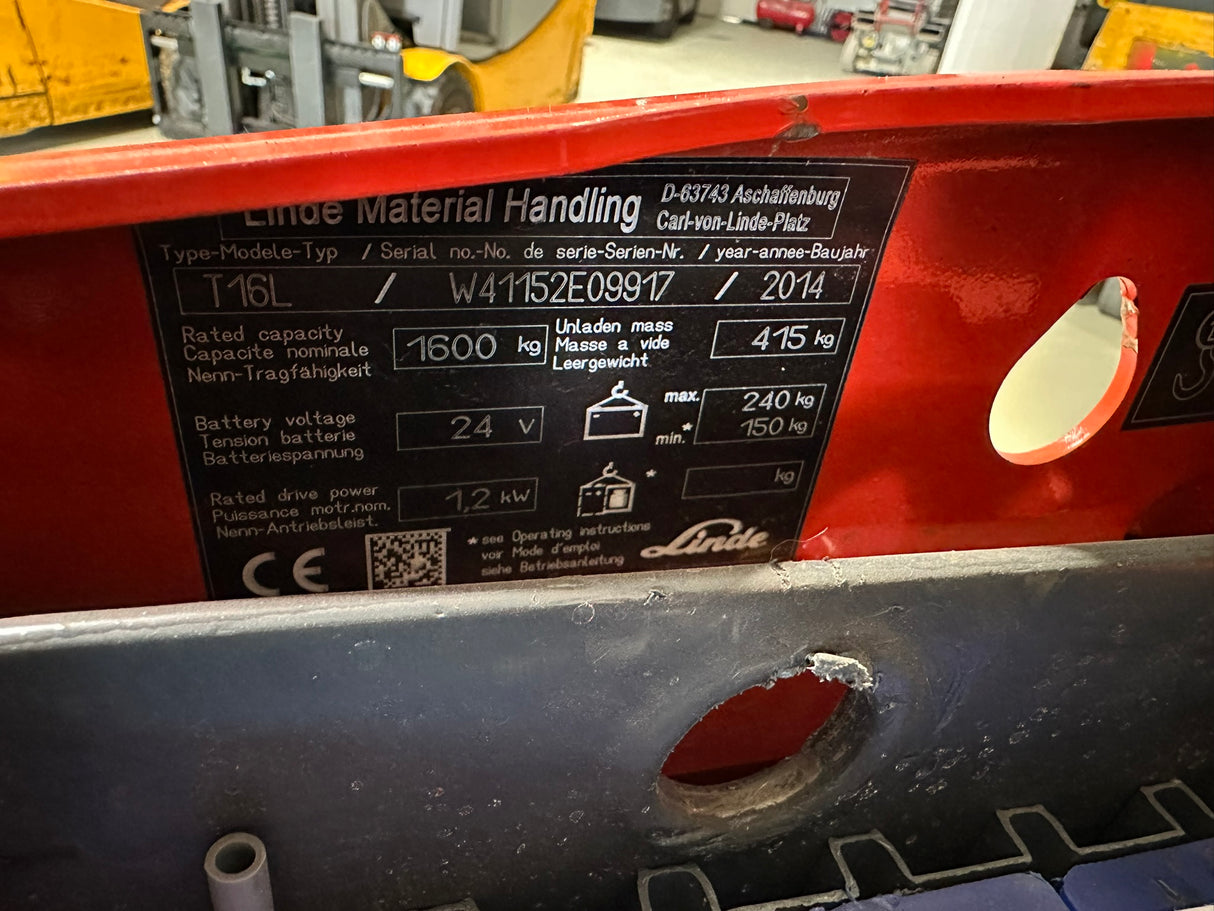 Linde Material Handling
D-63743 Aschaffenburg
Carl-von-Linde-Platz
Type-Modele-Typ / Serial no.-No. de serie-Serien-Nr. / year-annee-Baujahr
T16L / W41152E09917 / 2014
Rated capacity
Capacite nominale
Nenn-Tragfähigkeit
1600 kg
Unladen mass
Masse a vide
Leergewicht
415 kg
Battery voltage
Tension batterie
Batteriespannung
24 V
max. 240 kg
min.* 150 kg
Rated drive power
Puissance motr.nom.
Nenn-Antriebsleist.
1,2 kW
* kg
CE
* see Operating instructions
voir Mode d'emploi
siehe Betriebsanleitung
Linde